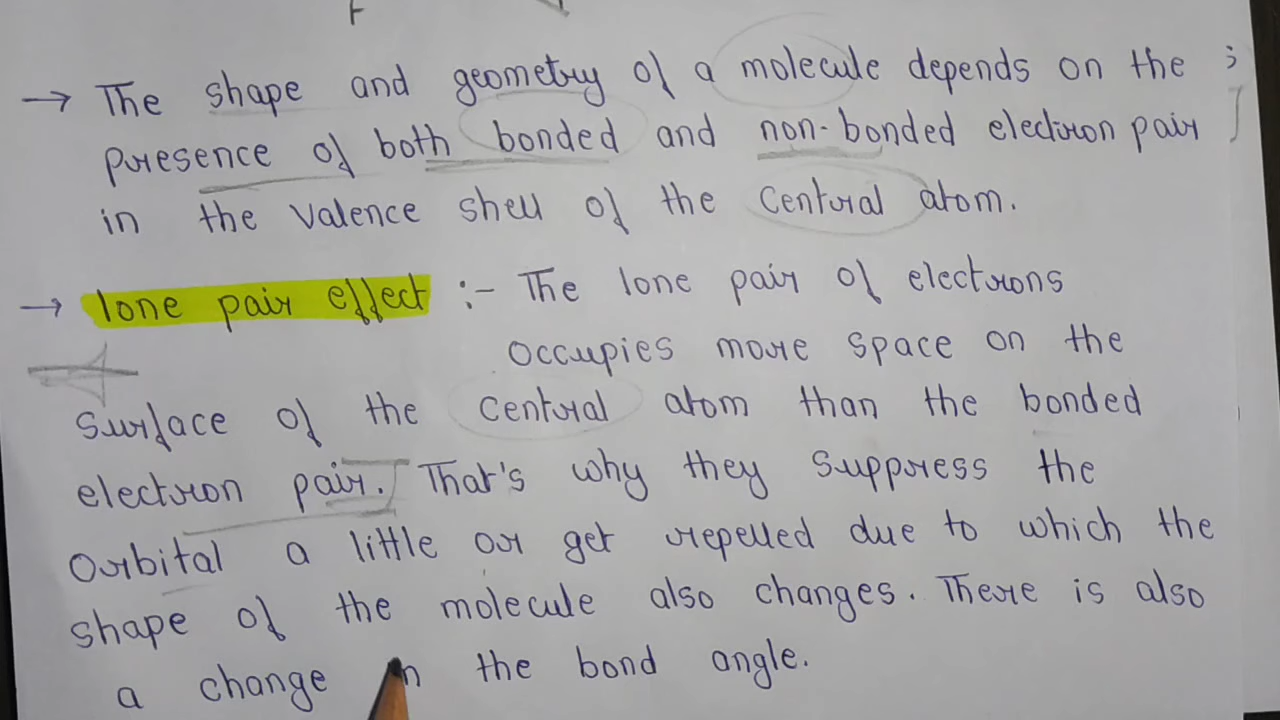 → The shape and geometry of a molecule depends on the
presence of both bonded and non-bonded electron pair
in the valence shell of the central atom.
→ lone pair effect :- The lone pair of electrons
occupies more space on the
surface of the central atom than the bonded
electron pair. That's why they suppress the
orbital a little or get repelled due to which the
shape of the molecule also changes. There is also
a change in the bond angle.